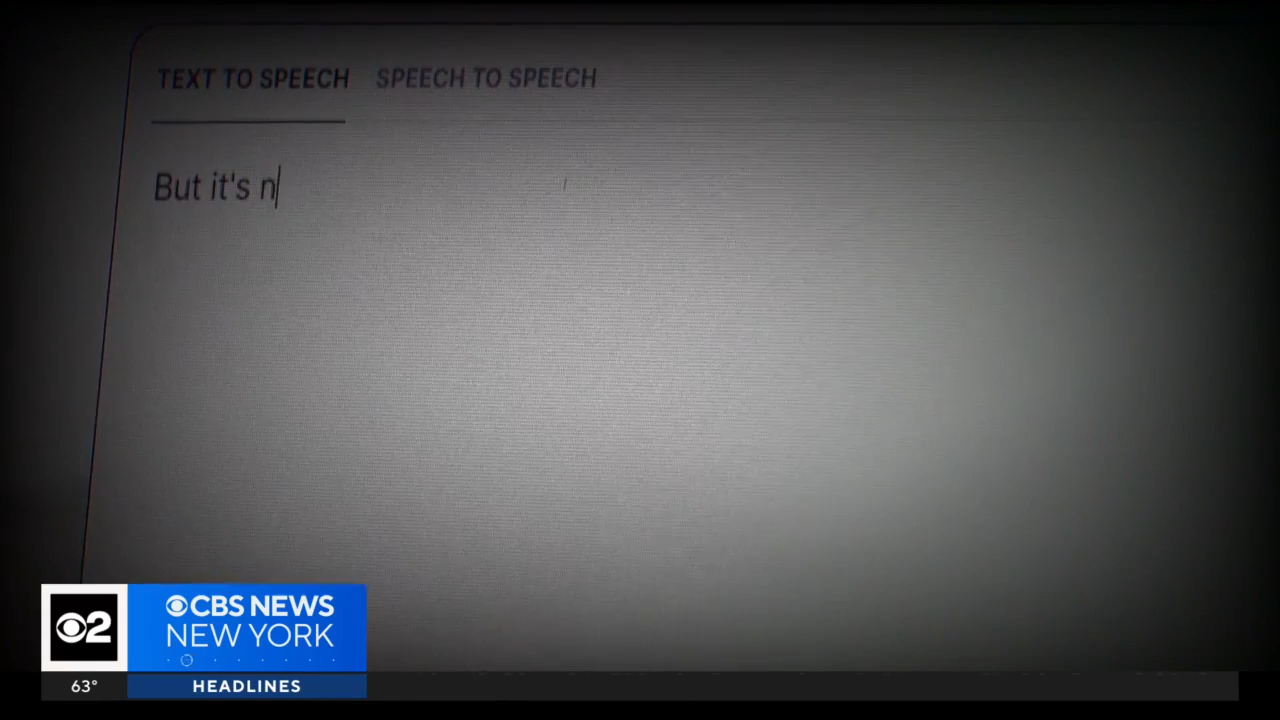 TEXT TO SPEECH SPEECH TO SPEECH
But it's n
2
CBS NEWS
NEW YORK
63°
HEADLINES